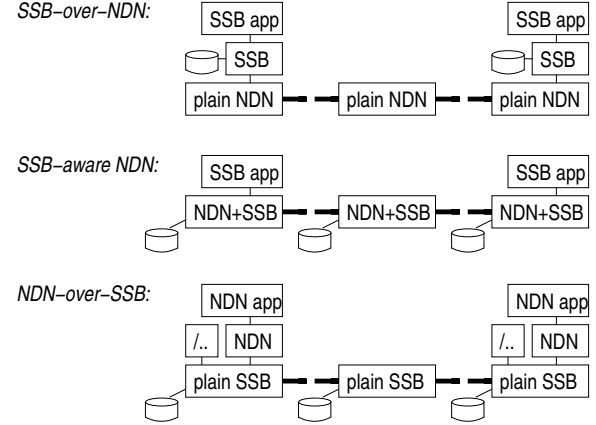 SSB–over–NDN:
SSB app SSB app
SSB SSB
plain NDN plain NDN plain NDN
SSB–aware NDN:
SSB app SSB app
NDN+SSB NDN+SSB NDN+SSB
NDN–over–SSB:
NDN app NDN app
/.. NDN /.. NDN
plain SSB plain SSB plain SSB